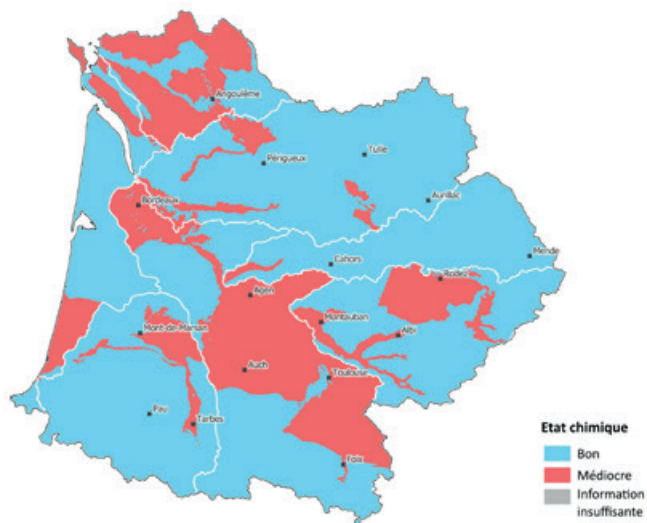 Angoulême
Périgueux
Tulle
Aurillac
Bordeaux
Cahors
Mende
Rodez
Agen
Montauban
Albi
Mont-de-Marsan
Auch
Toulouse
Pau
Tarbes
Foix
Etat chimique
Bon
Médiocre
Information
insuffisante